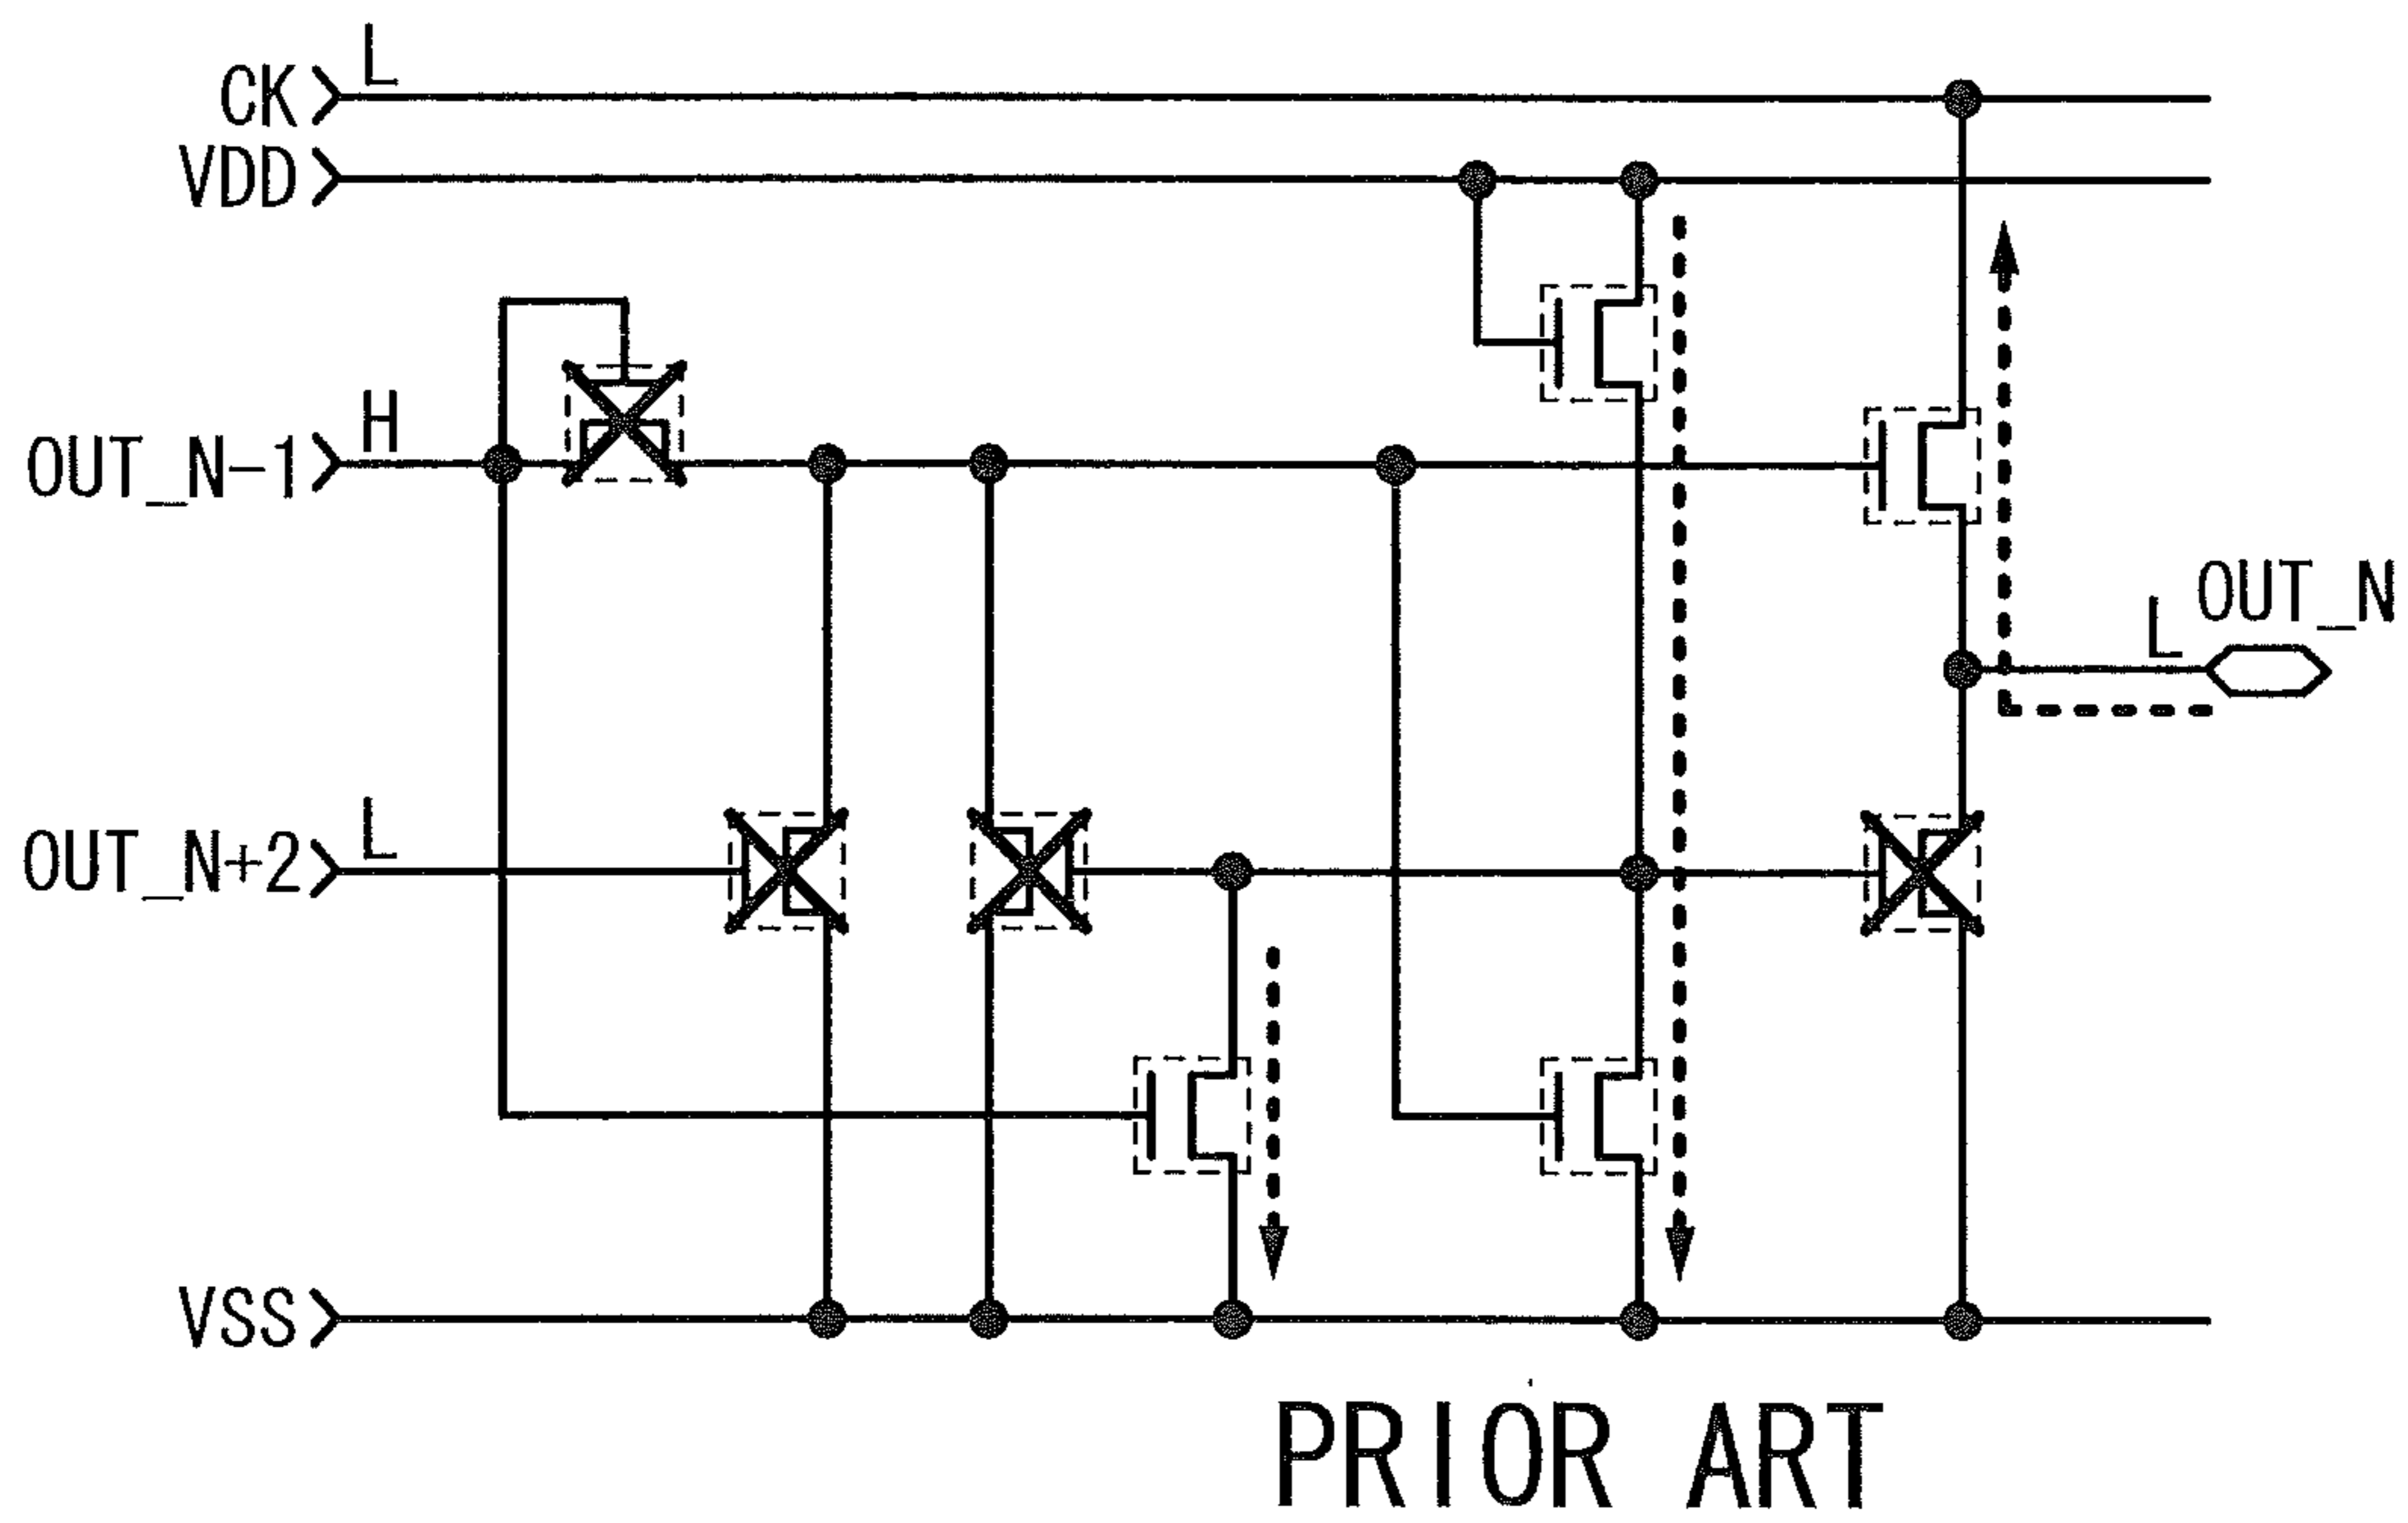 CK L
VDD
OUT_N-1 H
OUT_N
L
OUT_N+2 L
VSS
PRIOR ART